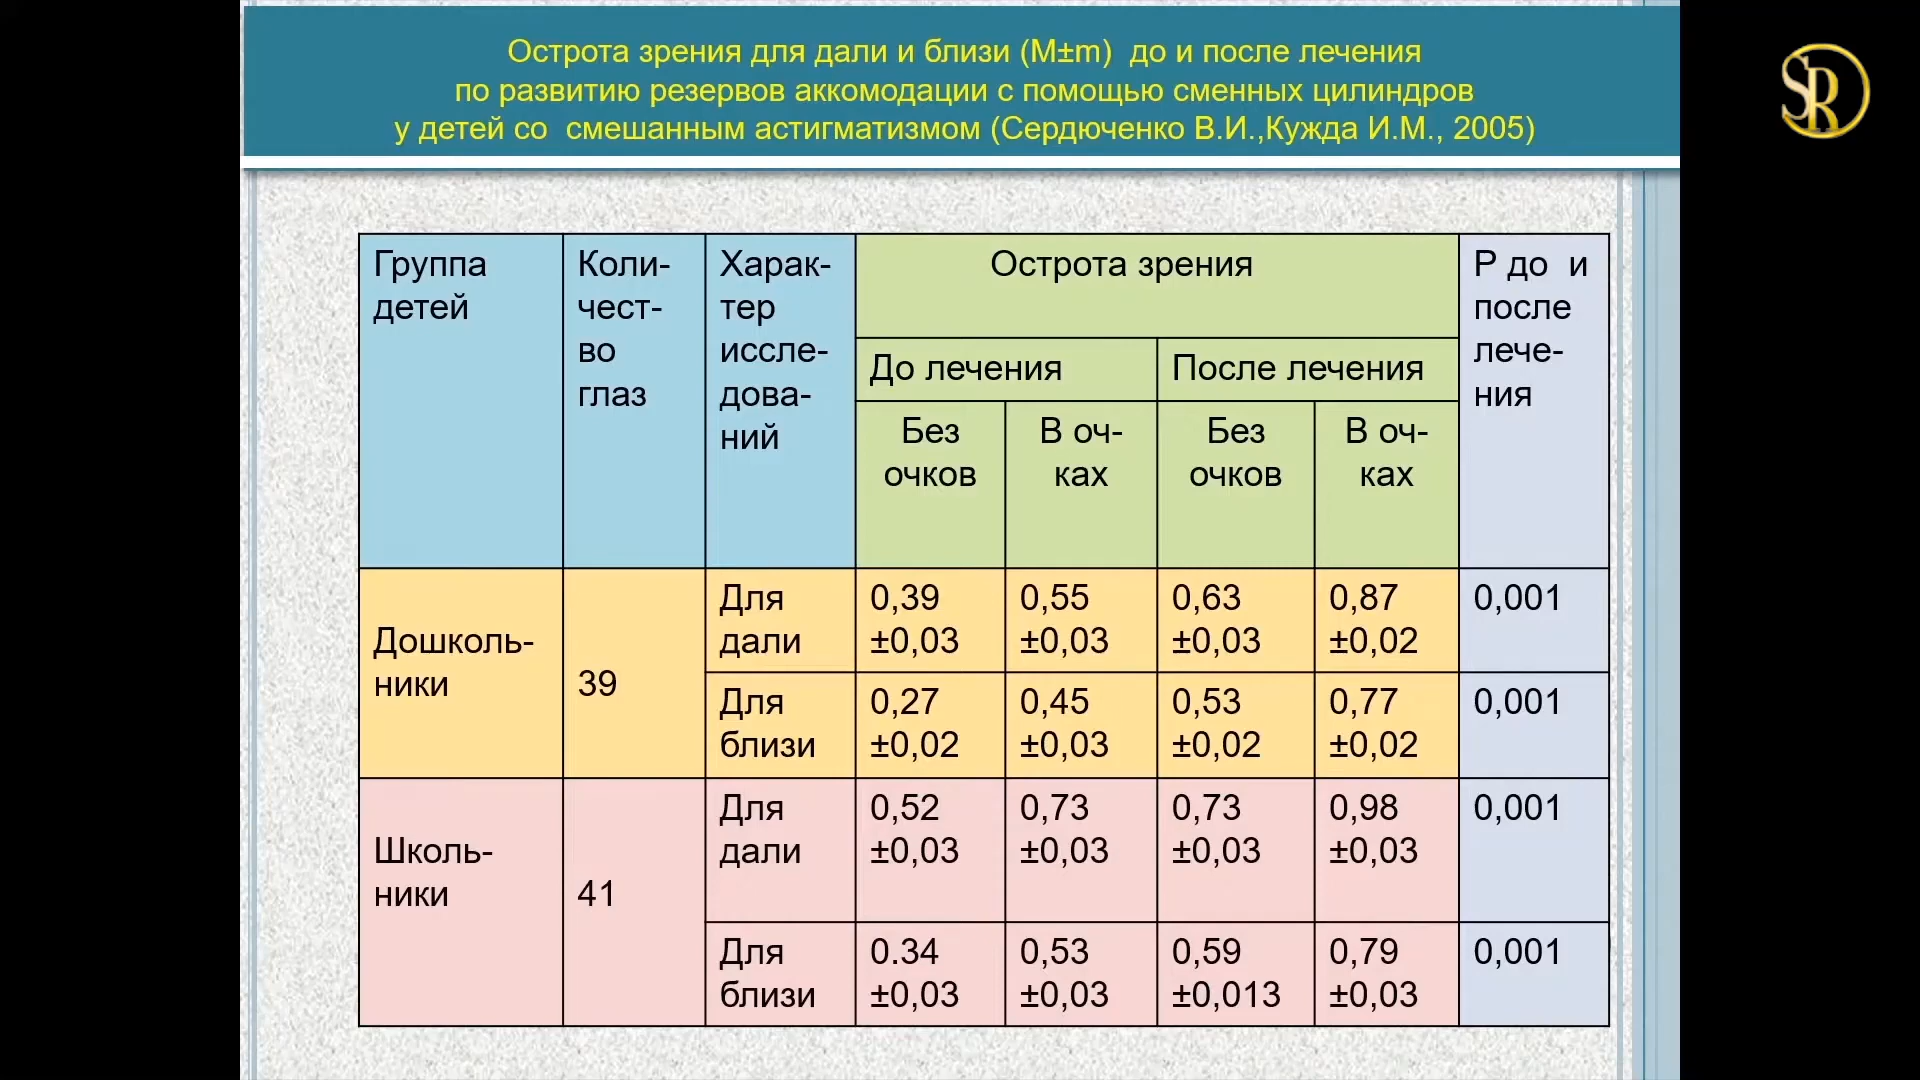 Острота зрения для дали и близи (M±m)  до и после лечения
по развитию резервов аккомодации с помощью сменных цилиндров
у детей со  смешанным астигматизмом (Сердюченко В.И.,Кужда И.М., 2005)
SR
Группа
детей
Коли-
чест-
во
глаз
Харак-
тер
иссле-
дова-
ний
Острота зрения
До лечения
После лечения
Без
очков
В оч-
ках
Без
очков
В оч-
ках
Р до  и
после
лече-
ния
Дошколь-
ники
39
Для
дали
0,39
±0,03
0,55
±0,03
0,63
±0,03
0,87
±0,02
0,001
Для
близи
0,27
±0,02
0,45
±0,03
0,53
±0,02
0,77
±0,02
0,001
Школь-
ники
41
Для
дали
0,52
±0,03
0,73
±0,03
0,73
±0,03
0,98
±0,03
0,001
Для
близи
0.34
±0,03
0,53
±0,03
0,59
±0,013
0,79
±0,03
0,001